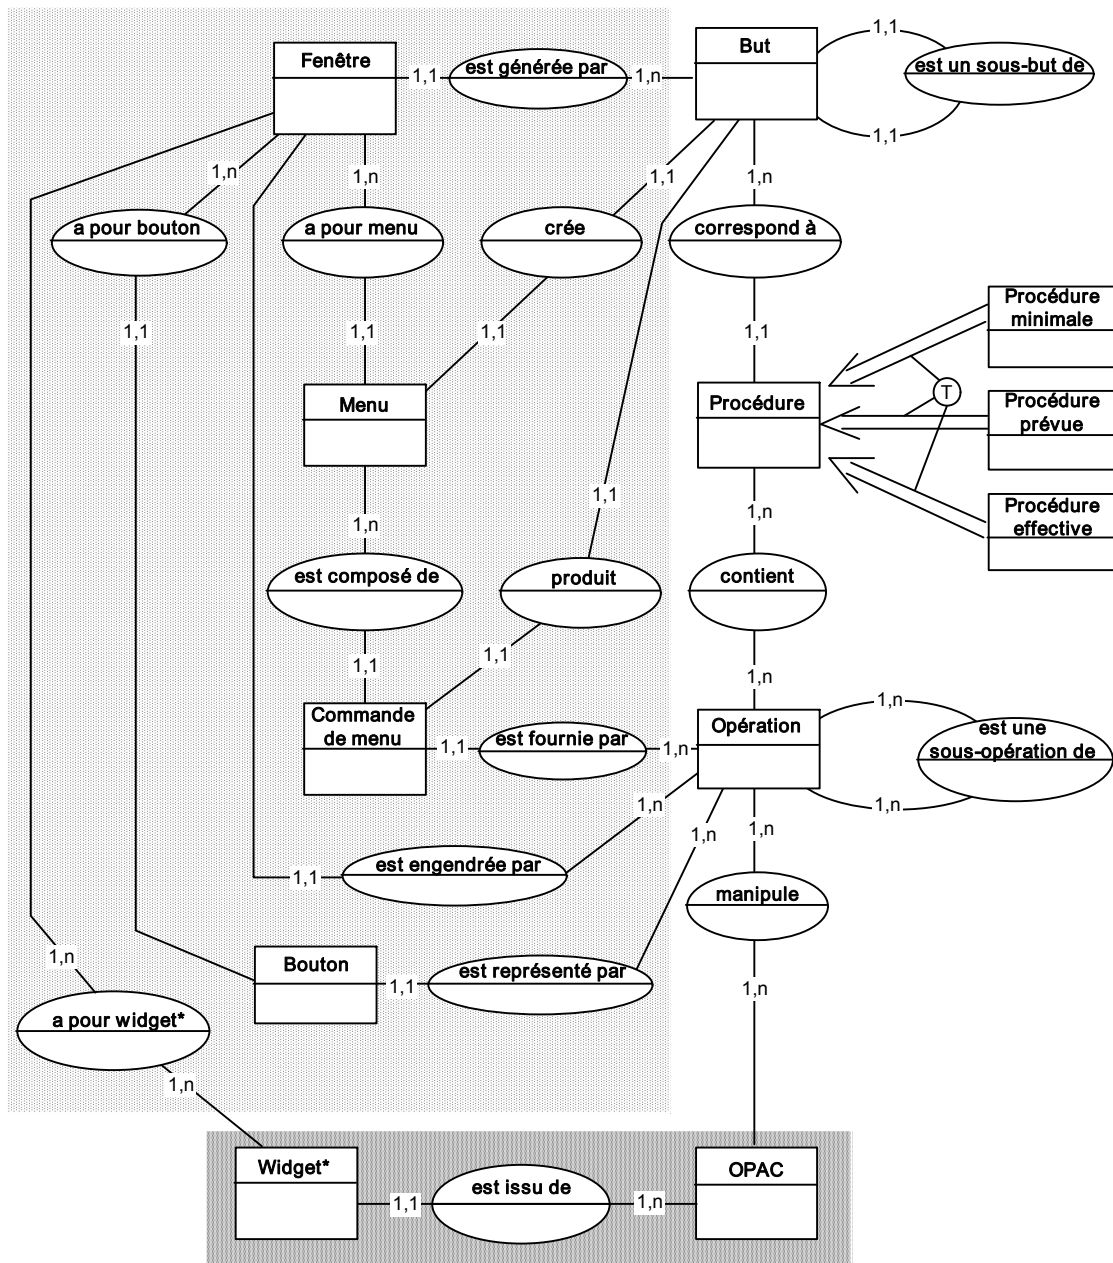 Fenêtre
1,1
est générée par
1,n
But
1,1
est un sous-but de
1,1
1,n
1,n
1,1
1,n
a pour bouton
a pour menu
crée
correspond à
1,1
1,1
1,1
1,1
Procédure
minimale
Menu
Procédure
T
Procédure
prévue
1,n
1,1
1,n
Procédure
effective
est composé de
produit
contient
1,1
1,1
1,n
Commande
de menu
1,1
est fournie par
1,n
Opération
1,n
est une
sous-opération de
1,n
1,n
1,n
1,n
1,1
est engendrée par
manipule
1,n
Bouton
1,1
est représenté par
1,n
a pour widget*
1,n
Widget*
1,1
est issu de
1,n
OPAC